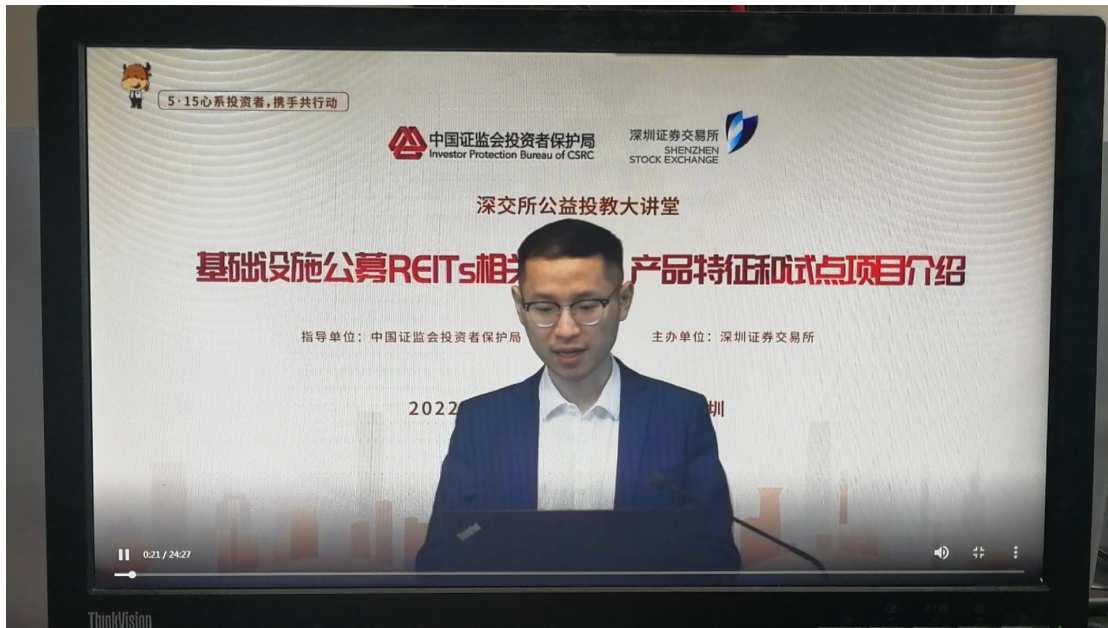 5·15心系投资者,携手共行动
中国证监会投资者保护局
Investor Protection Bureau of CSRC
深圳证券交易所
SHENZHEN
STOCK EXCHANGE
深交所公益投教大讲堂
基础设施公募REITs相 产品特征和试点项目介绍
指导单位：中国证监会投资者保护局 主办单位：深圳证券交易所
2022 圳
ThinkPad
0:21 / 24:27
ThinkVision